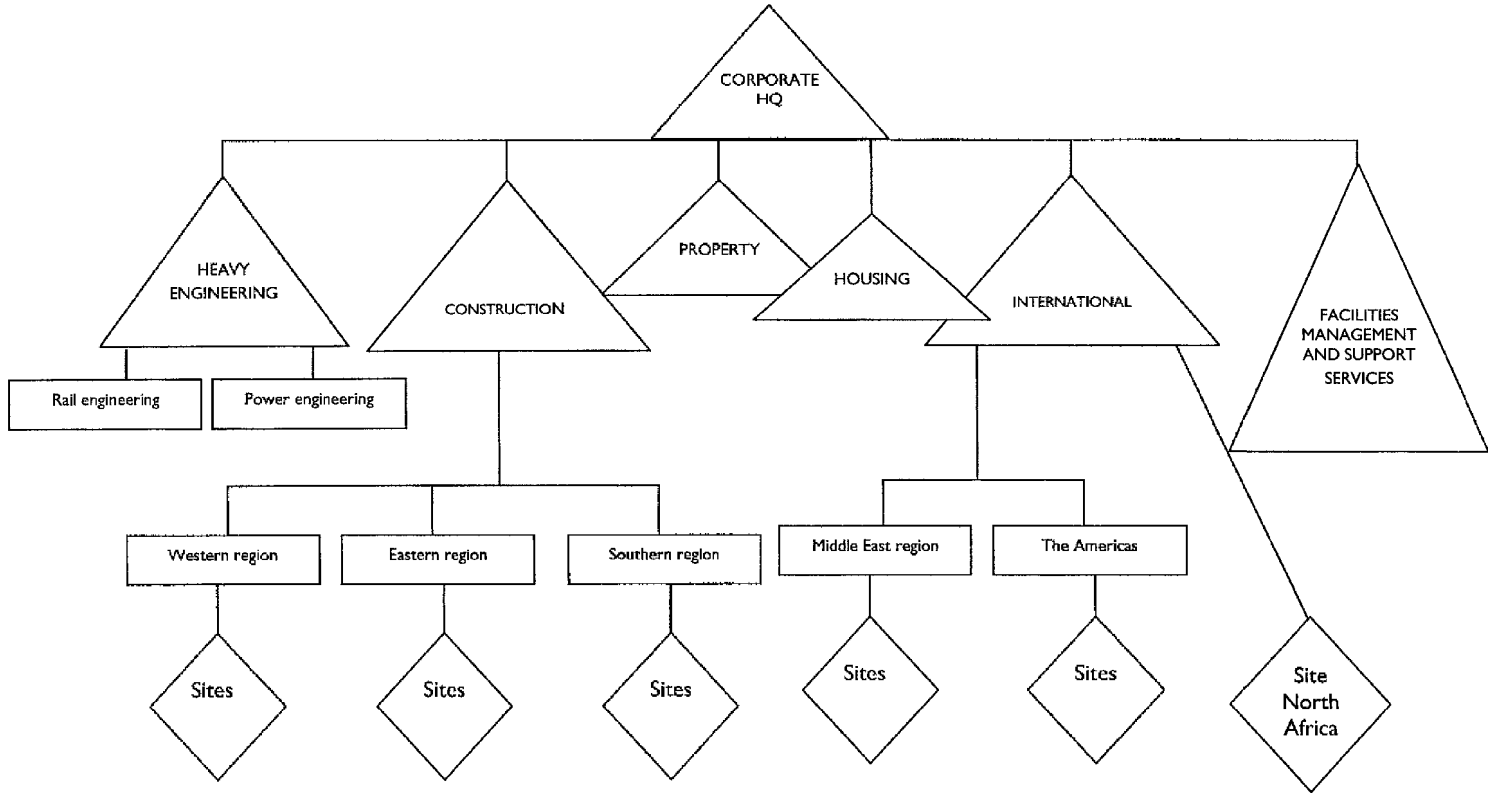 CORPORATE
HQ
HEAVY
ENGINEERING
CONSTRUCTION
PROPERTY
HOUSING
INTERNATIONAL
FACILITIES
MANAGEMENT
AND SUPPORT
SERVICES
Rail engineering
Power engineering
Western region
Eastern region
Southern region
Middle East region
The Americas
Sites
Sites
Sites
Sites
Sites
Site
North
Africa